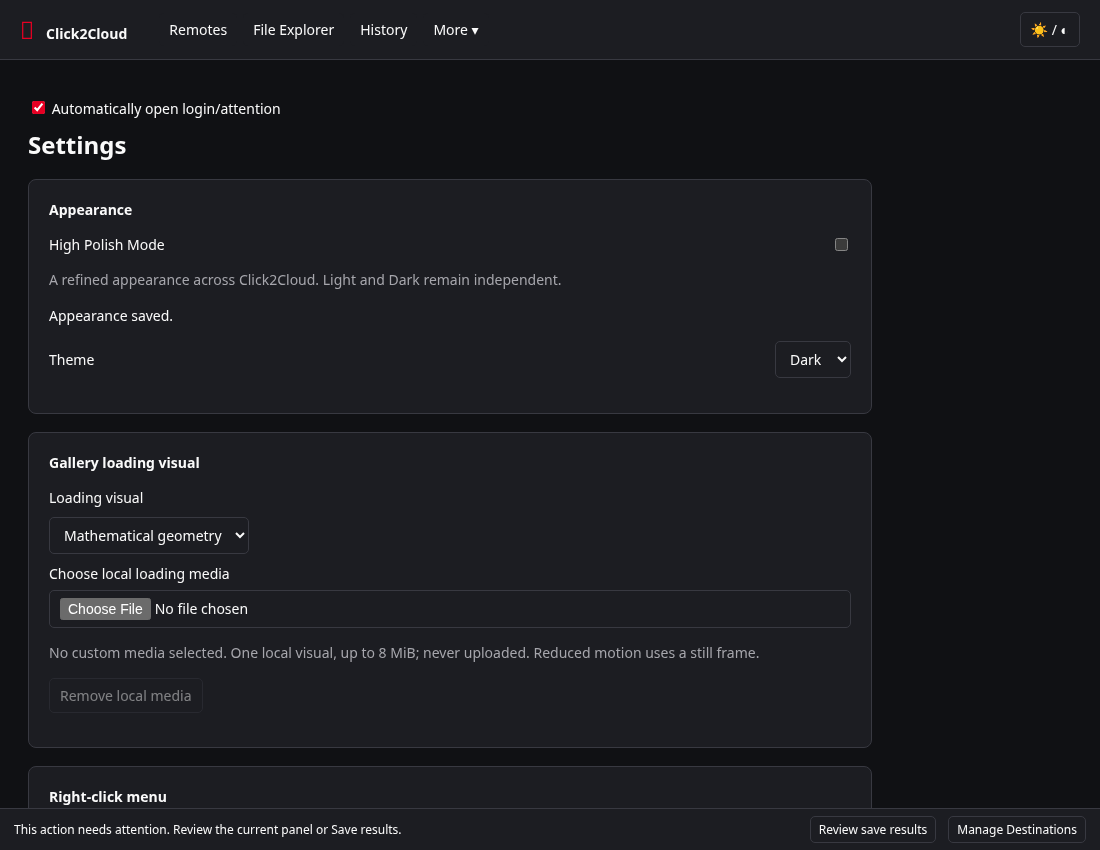 Click2Cloud
Remotes
File Explorer
History
More ▾
☀️ /
Automatically open login/attention
Settings
Appearance
High Polish Mode
A refined appearance across Click2Cloud. Light and Dark remain independent.
Appearance saved.
Theme
Dark
Gallery loading visual
Loading visual
Mathematical geometry
Choose local loading media
Choose File No file chosen
No custom media selected. One local visual, up to 8 MiB; never uploaded. Reduced motion uses a still frame.
Remove local media
Right-click menu
This action needs attention. Review the current panel or Save results.
Review save results
Manage Destinations